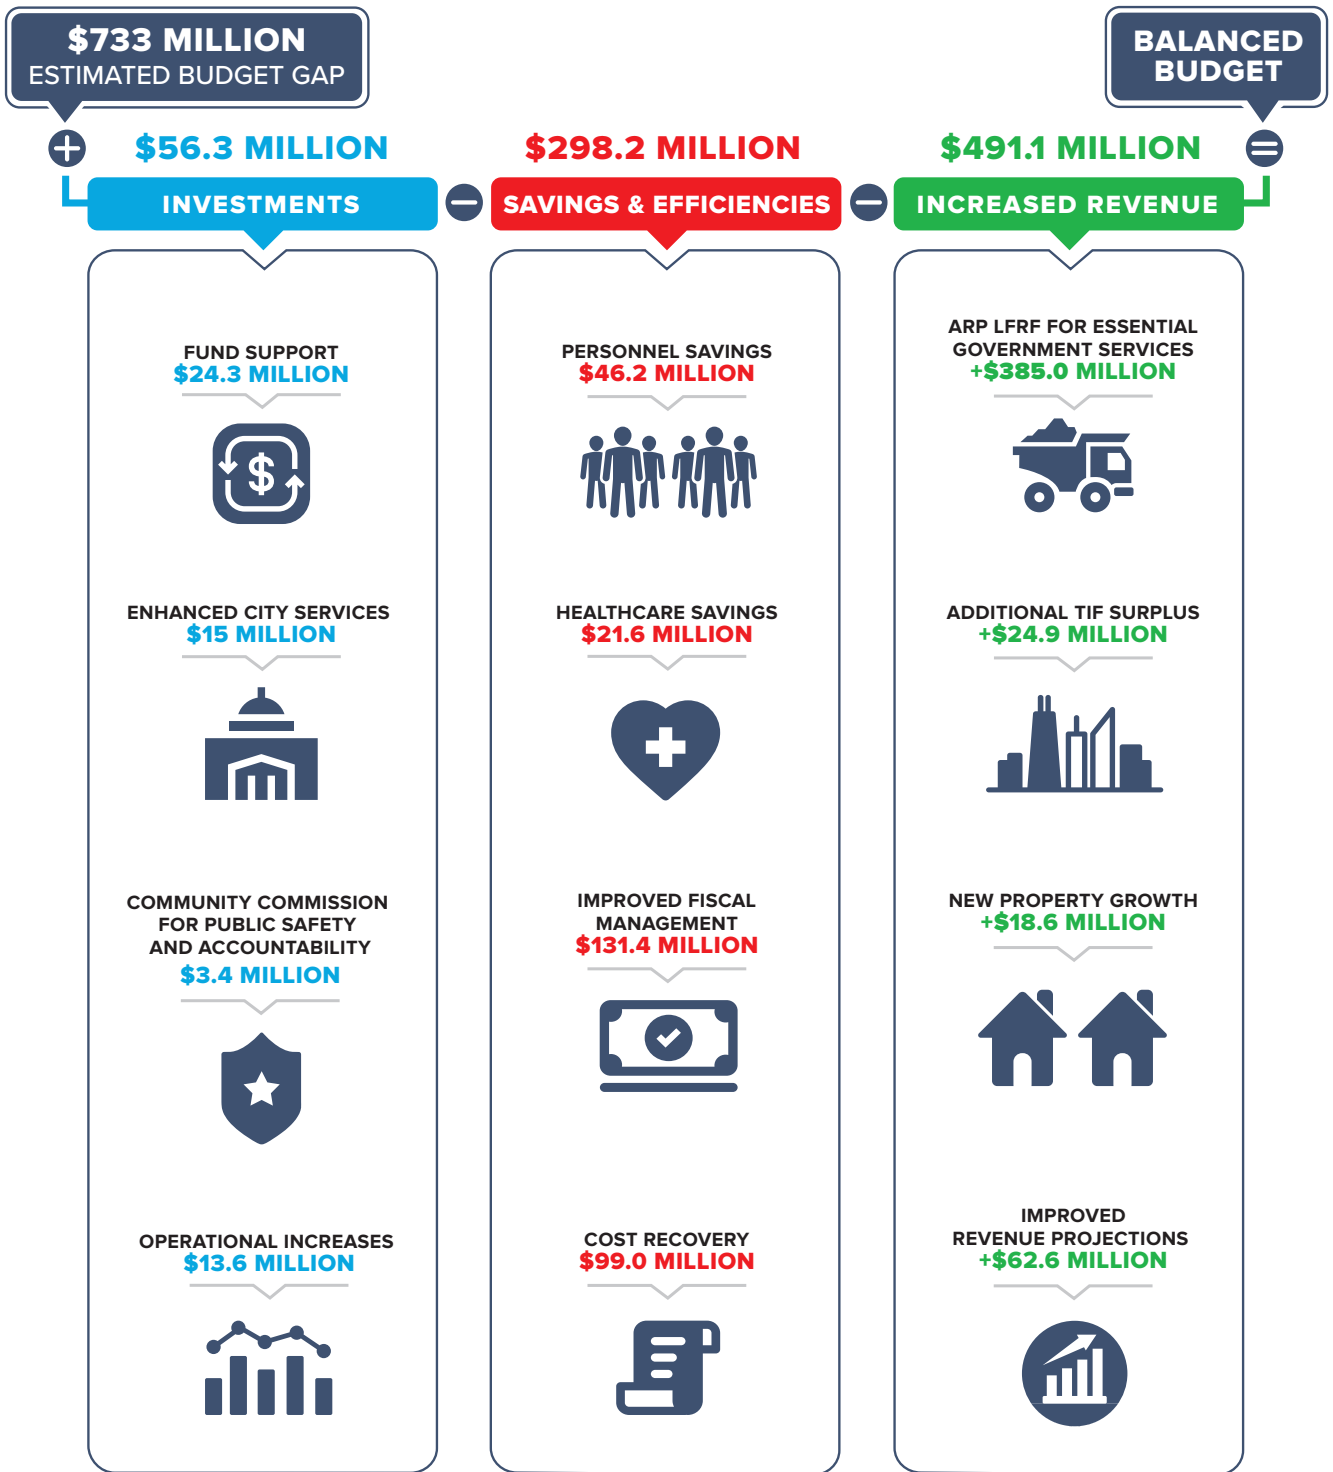 $733 MILLION
ESTIMATED BUDGET GAP
BALANCED
BUDGET
+
$56.3 MILLION
$298.2 MILLION
$491.1 MILLION
=
INVESTMENTS
−
SAVINGS & EFFICIENCIES
−
INCREASED REVENUE
FUND SUPPORT
$24.3 MILLION
$
ENHANCED CITY SERVICES
$15 MILLION
COMMUNITY COMMISSION
FOR PUBLIC SAFETY
AND ACCOUNTABILITY
$3.4 MILLION
OPERATIONAL INCREASES
$13.6 MILLION
PERSONNEL SAVINGS
$46.2 MILLION
HEALTHCARE SAVINGS
$21.6 MILLION
IMPROVED FISCAL
MANAGEMENT
$131.4 MILLION
COST RECOVERY
$99.0 MILLION
ARP LFRF FOR ESSENTIAL
GOVERNMENT SERVICES
+$385.0 MILLION
ADDITIONAL TIF SURPLUS
+$24.9 MILLION
NEW PROPERTY GROWTH
+$18.6 MILLION
IMPROVED
REVENUE PROJECTIONS
+$62.6 MILLION